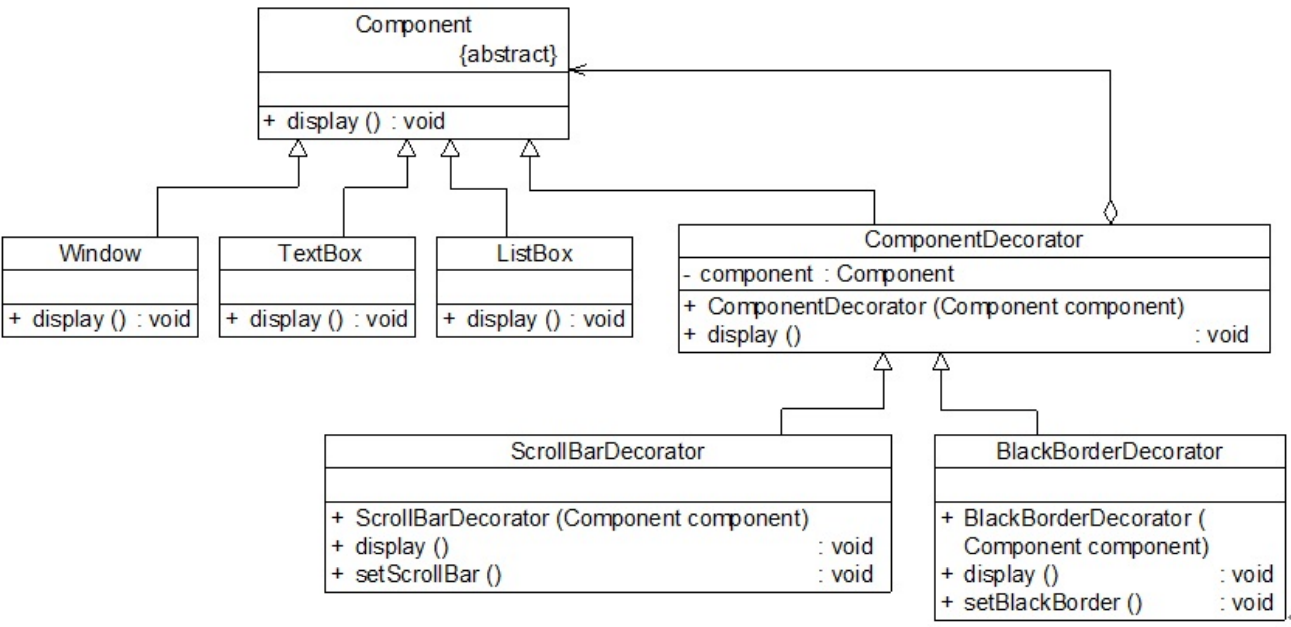 Component
{abstract}
+ display () : void
Window
+ display () : void
TextBox
+ display () : void
ListBox
+ display () : void
ComponentDecorator
- component : Component
+ ComponentDecorator (Component component)
+ display () : void
ScrollBarDecorator
+ ScrollBarDecorator (Component component)
+ display () : void
+ setScrollBar () : void
BlackBorderDecorator
+ BlackBorderDecorator (
Component component)
+ display () : void
+ setBlackBorder () : void